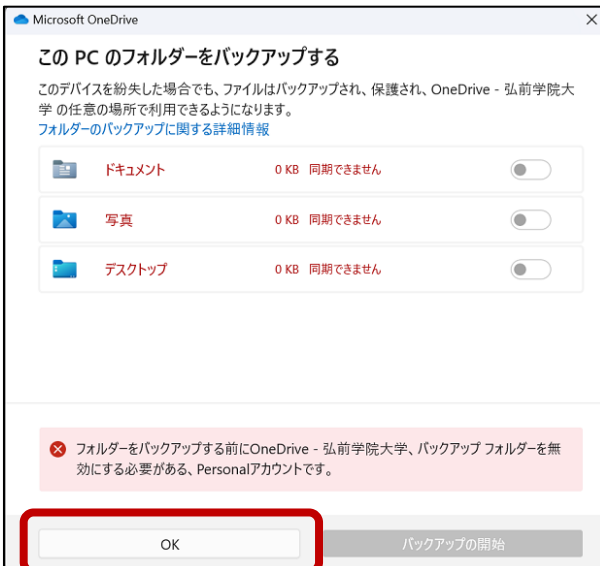 Microsoft OneDrive
この PC のフォルダーをバックアップする
このデバイスを紛失した場合でも、ファイルはバックアップされ、保護され、OneDrive - 弘前学院大
学 の任意の場所で利用できるようになります。
フォルダーのバックアップに関する詳細情報
ドキュメント 0 KB 同期できません
写真 0 KB 同期できません
デスクトップ 0 KB 同期できません
フォルダーをバックアップする前にOneDrive - 弘前学院大学、バックアップ フォルダーを無
効にする必要がある、Personalアカウントです。
OK バックアップの開始